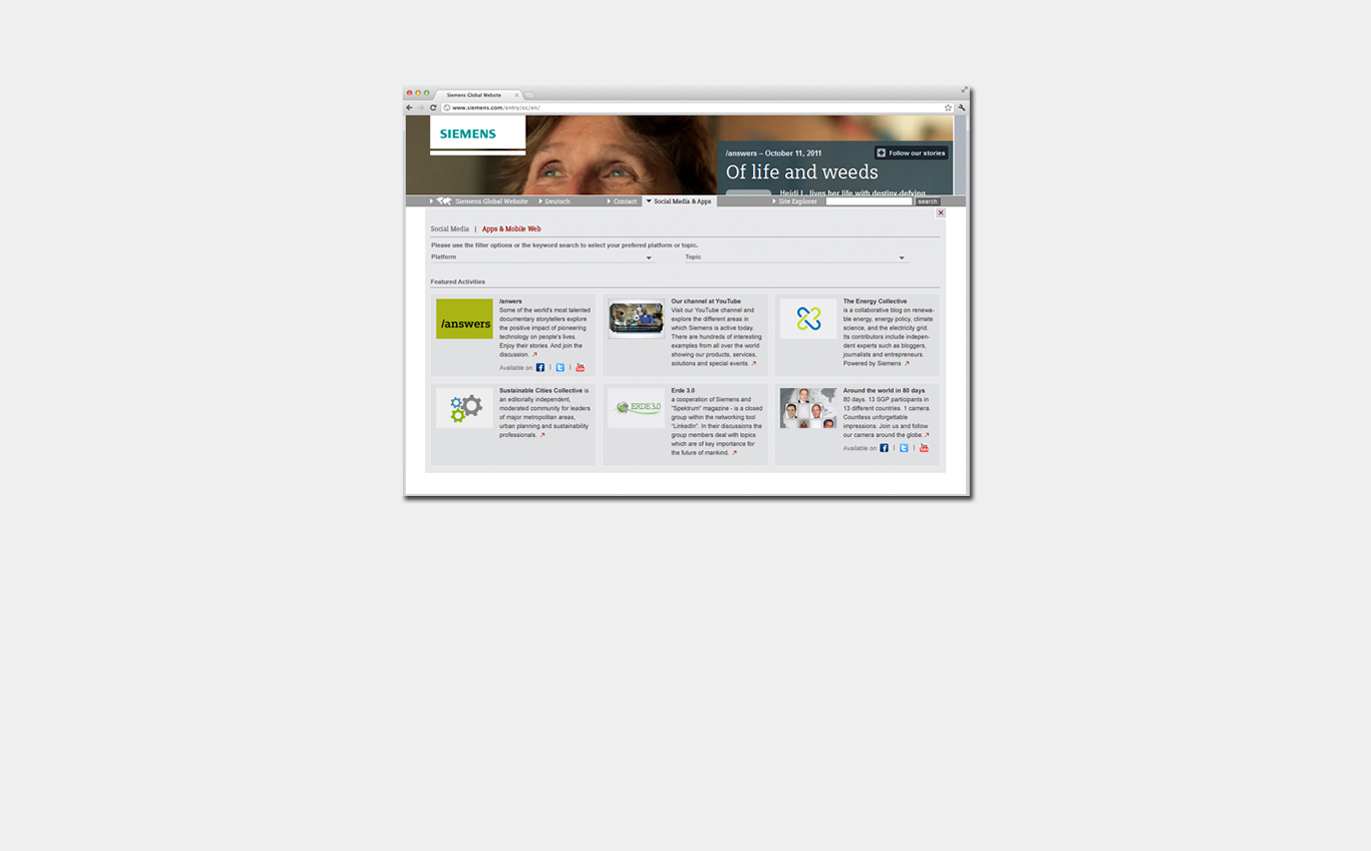 Siemens Global Website
www.siemens.com/entry/cc/en/
SIEMENS
/answers – October 11, 2011
Follow our stories
Of life and weeds
Heidi L. lives her life with destiny-defying
Siemens Global Website
Deutsch
Contact
Social Media & Apps
Site Explorer
search
Social Media | Apps & Mobile Web
Please use the filter options or the keyword search to select your prefered platform or topic.
Platform
Topic
Featured Activities
/answers
/anwers
Some of the world's most talented
documentary storytellers explore
the positive impact of pioneering
technology on people's lives.
Enjoy their stories. And join the
discussion.
Available on
Our channel at YouTube
Visit our YouTube channel and
explore the different areas in
which Siemens is active today.
There are hundreds of interesting
examples from all over the world
showing our products, services,
solutions and special events
The Energy Collective
is a collaborative blog on renewa-
ble energy, energy policy, climate
science, and the electricity grid.
Its contributors include indepen-
dent experts such as bloggers,
journalists and entrepreneurs.
Powered by Siemens
Sustainable Cities Collective is
an editorially independent,
moderated community for leaders
of major metropolitan areas,
urban planning and sustainability
professionals.
ERDE 3.0
Erde 3.0
a cooperation of Siemens and
"Spektrum" magazine - is a closed
group within the networking tool
"LinkedIn". In their discussions the
group members deal with topics
which are of key importance for
the future of mankind.
Around the world in 80 days
80 days. 13 SGP participants in
13 different countries. 1 camera.
Countless unforgettable
impressions. Join us and follow
our camera around the globe.
Available on